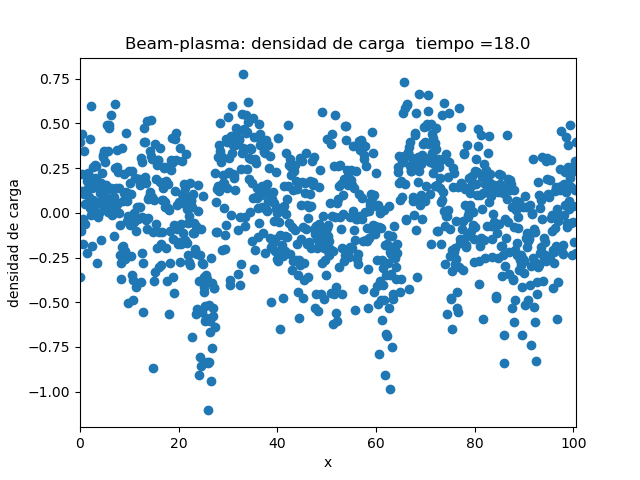 Beam-plasma: densidad de carga  tiempo =18.0
densidad de carga
0.75
0.50
0.25
0.00
−0.25
−0.50
−0.75
−1.00
0 20 40 60 80 100
x